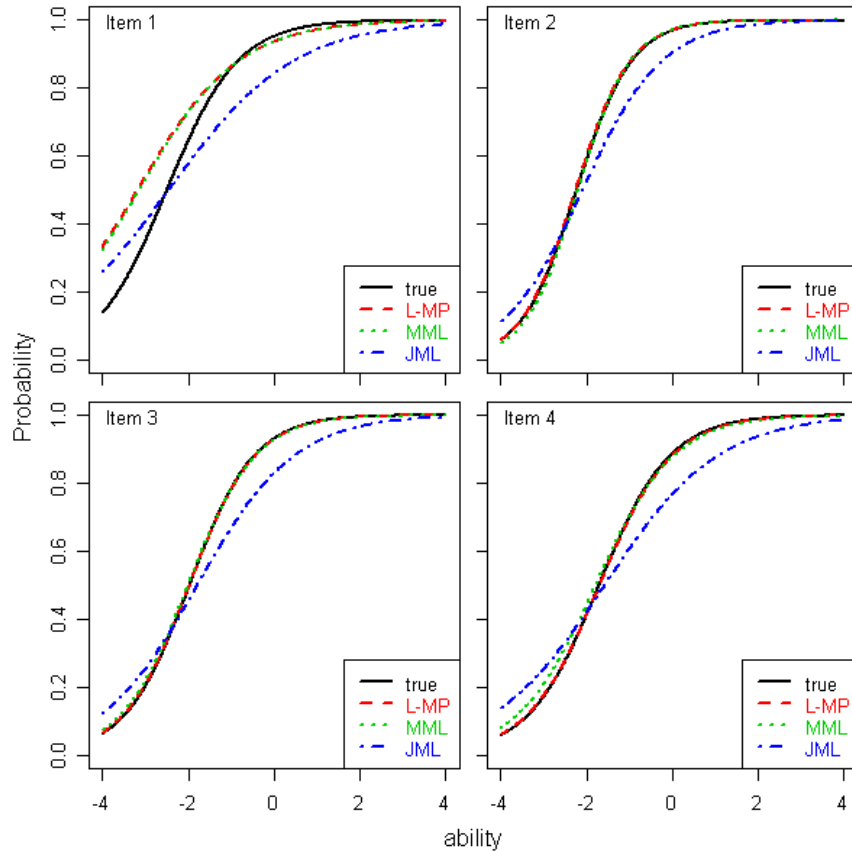 Item 1
Item 2
1.0
0.8
0.6
0.4
0.2
0.0
true
L-MP
MML
JML
true
L-MP
MML
JML
Probability
Item 3
Item 4
1.0
0.8
0.6
0.4
0.2
0.0
true
L-MP
MML
JML
true
L-MP
MML
JML
-4 -2 0 2 4
-4 -2 0 2 4
ability